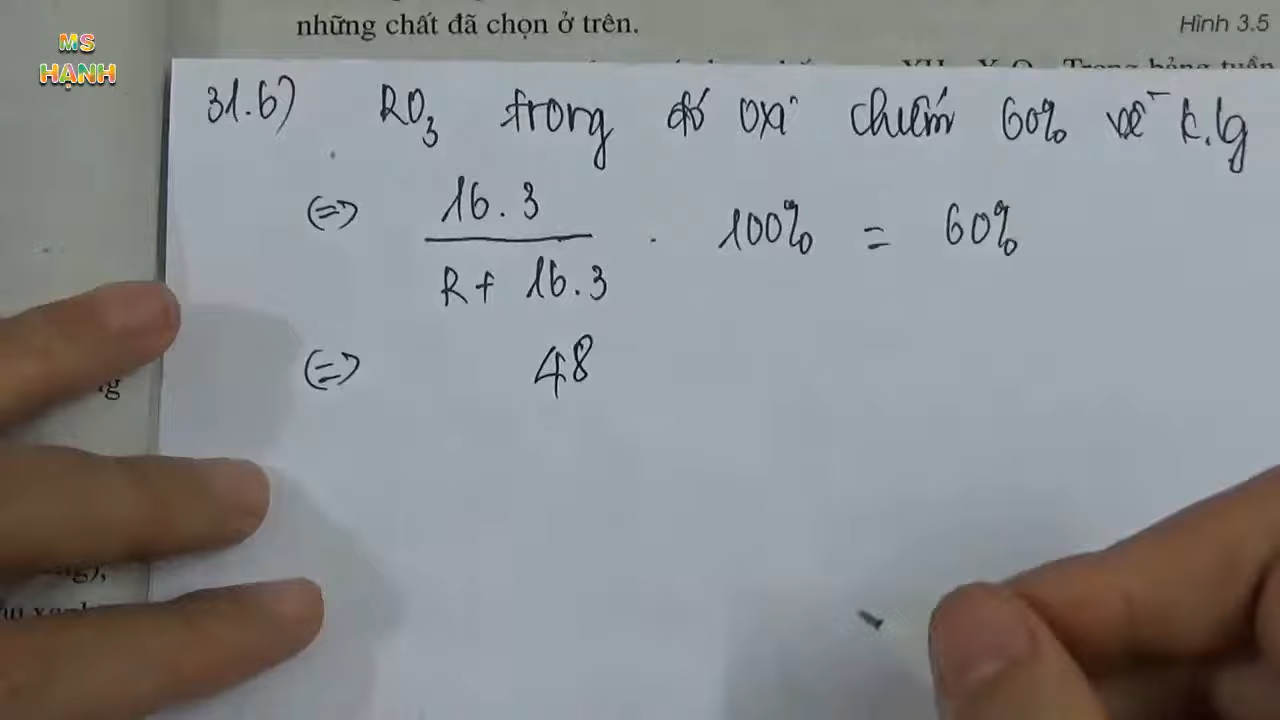 những chất đã chọn ở trên.
Hình 3.5
MS
HẠNH
31.6) RO3 trong đó oxi chiếm 60% về k.lg
(=> 16.3 / R + 16.3 . 100% = 60%
(=> 48